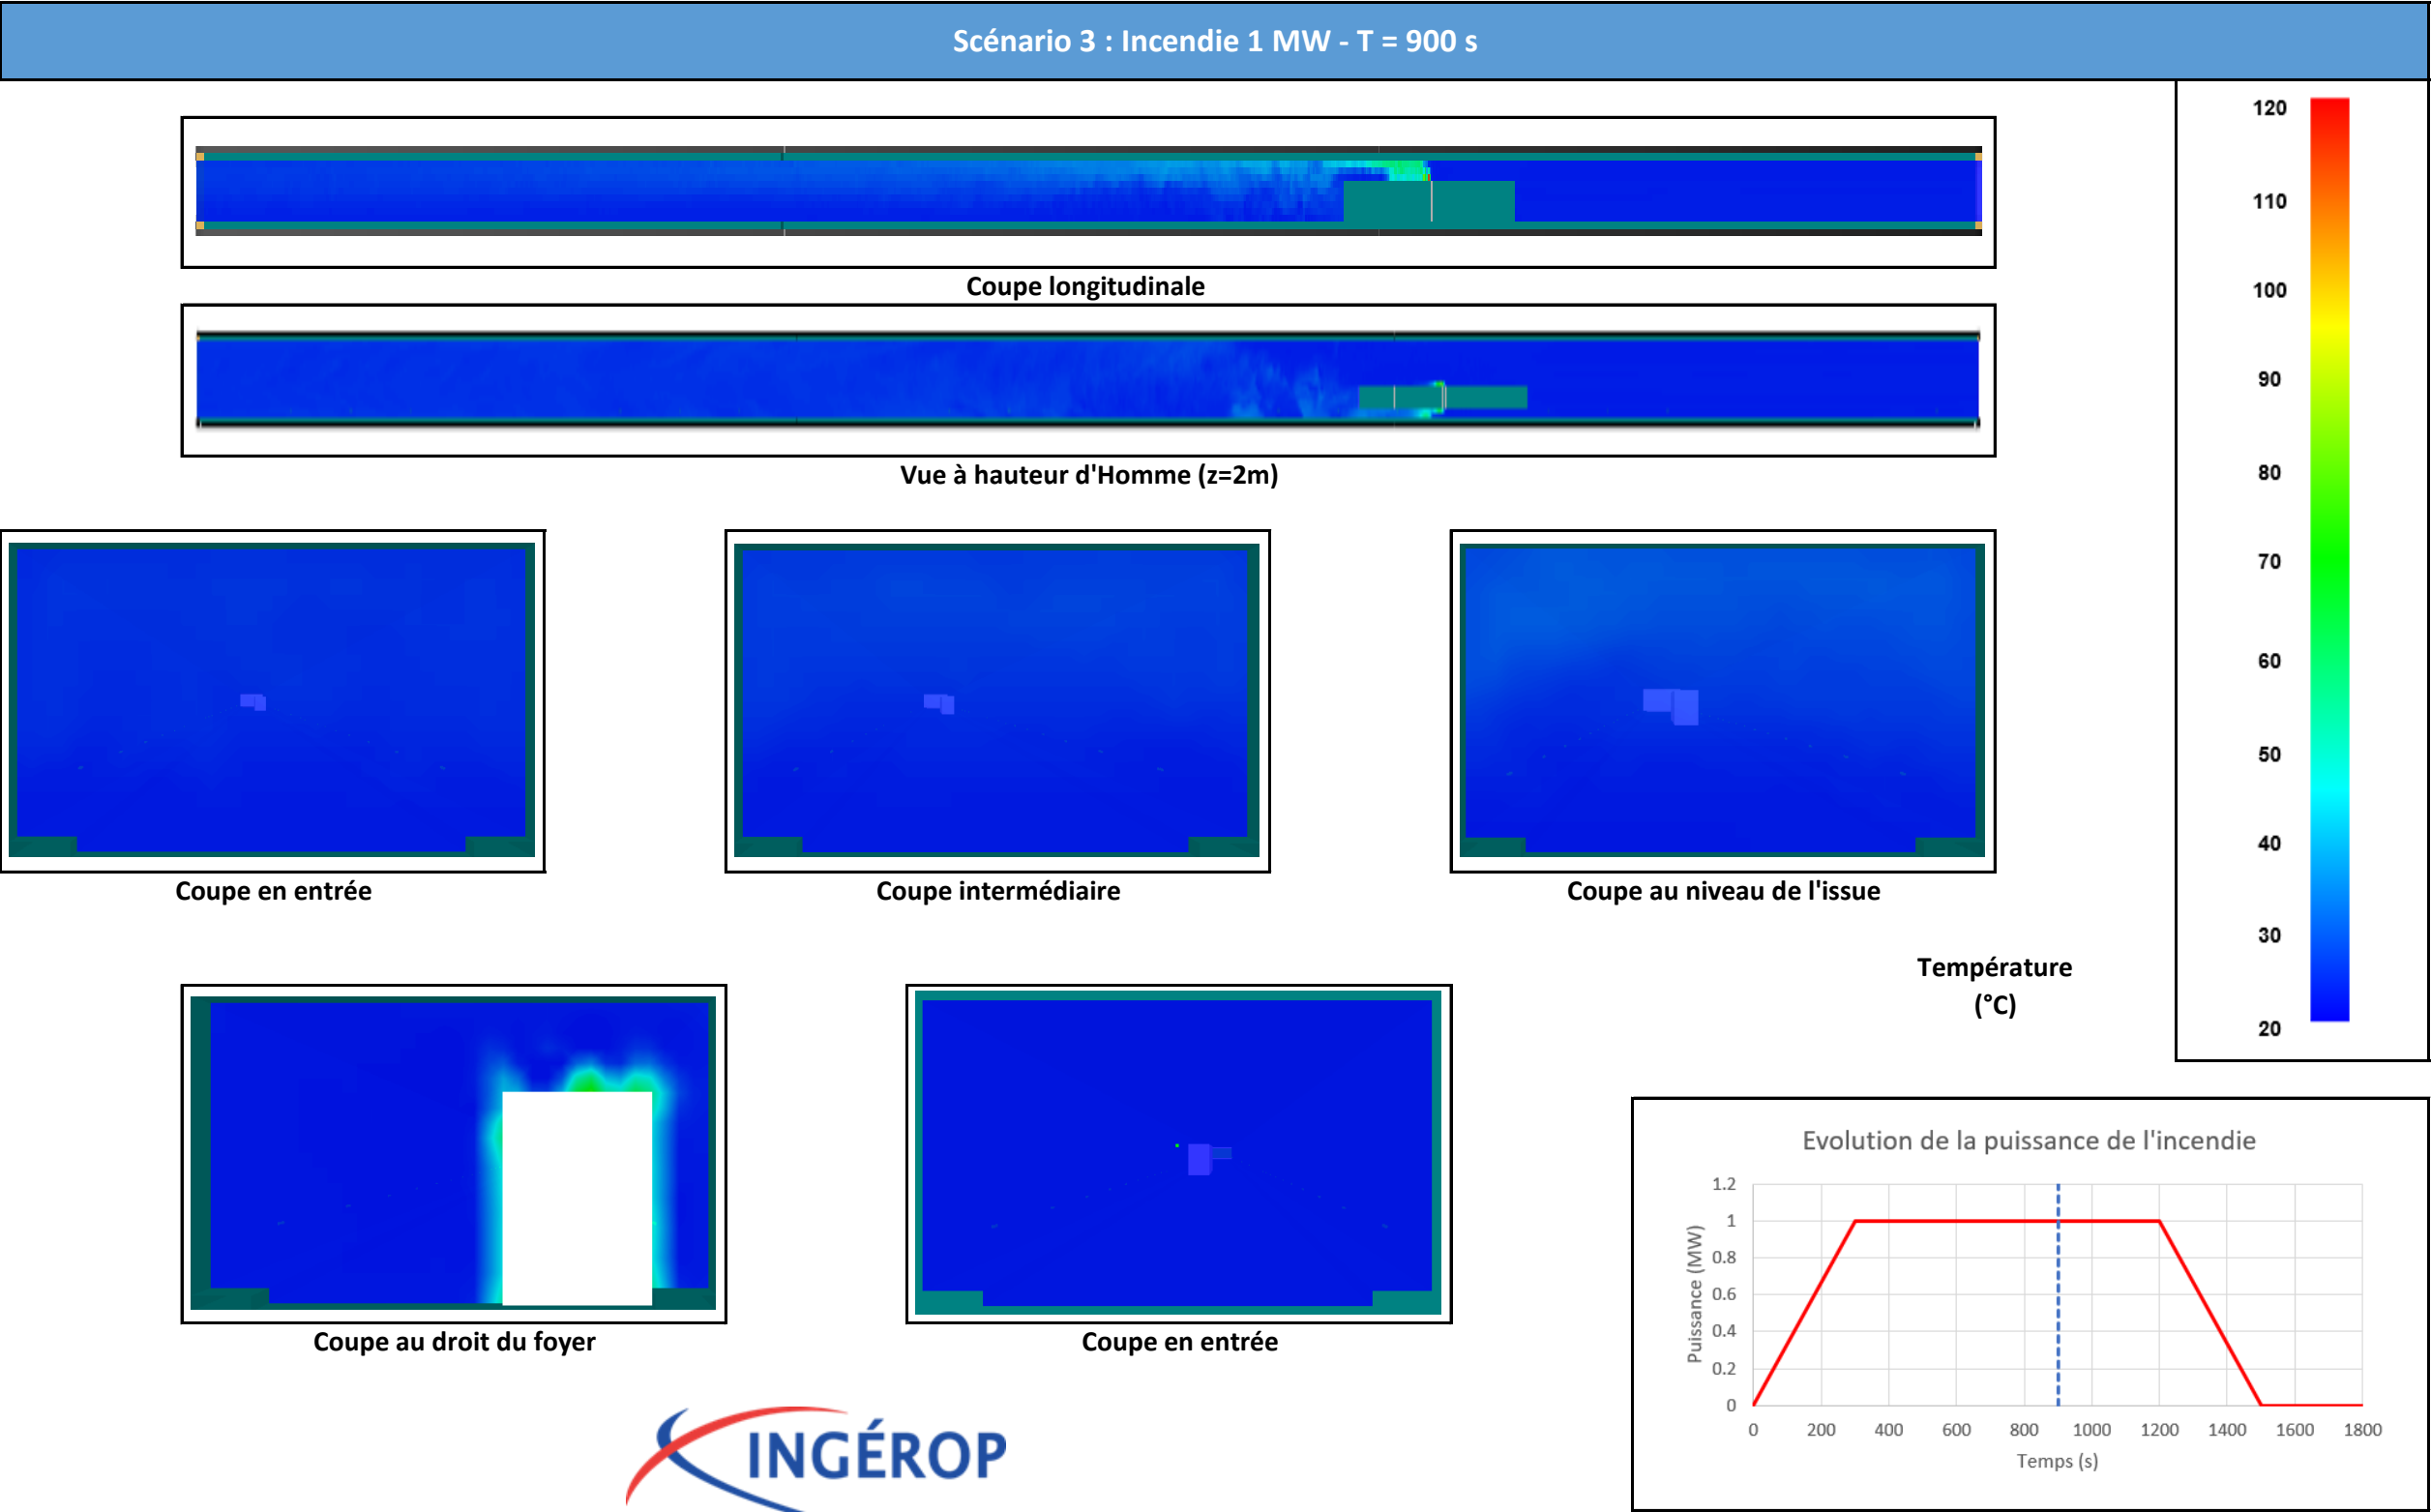 Scénario 3 : Incendie 1 MW - T = 900 s
Coupe longitudinale
Vue à hauteur d'Homme (z=2m)
Coupe en entrée
Coupe intermédiaire
Coupe au niveau de l'issue
Coupe au droit du foyer
Coupe en entrée
Température
(°C)
120
110
100
90
80
70
60
50
40
30
20
Evolution de la puissance de l'incendie
Puissance (MW)
1.2
1
0.8
0.6
0.4
0.2
0
0 200 400 600 800 1000 1200 1400 1600 1800
Temps (s)
INGÉROP